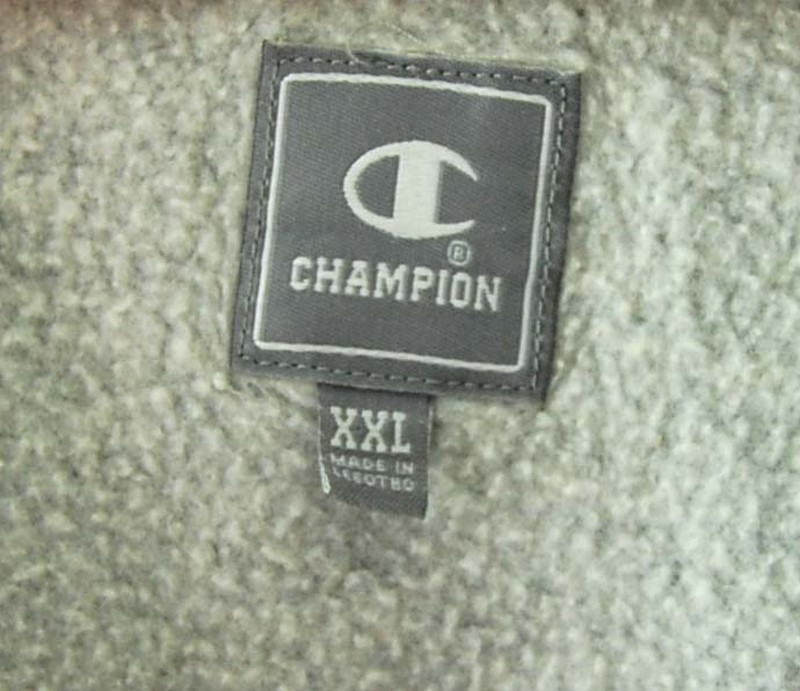 ®
CHAMPION
XXL
MADE IN
LESOTHO